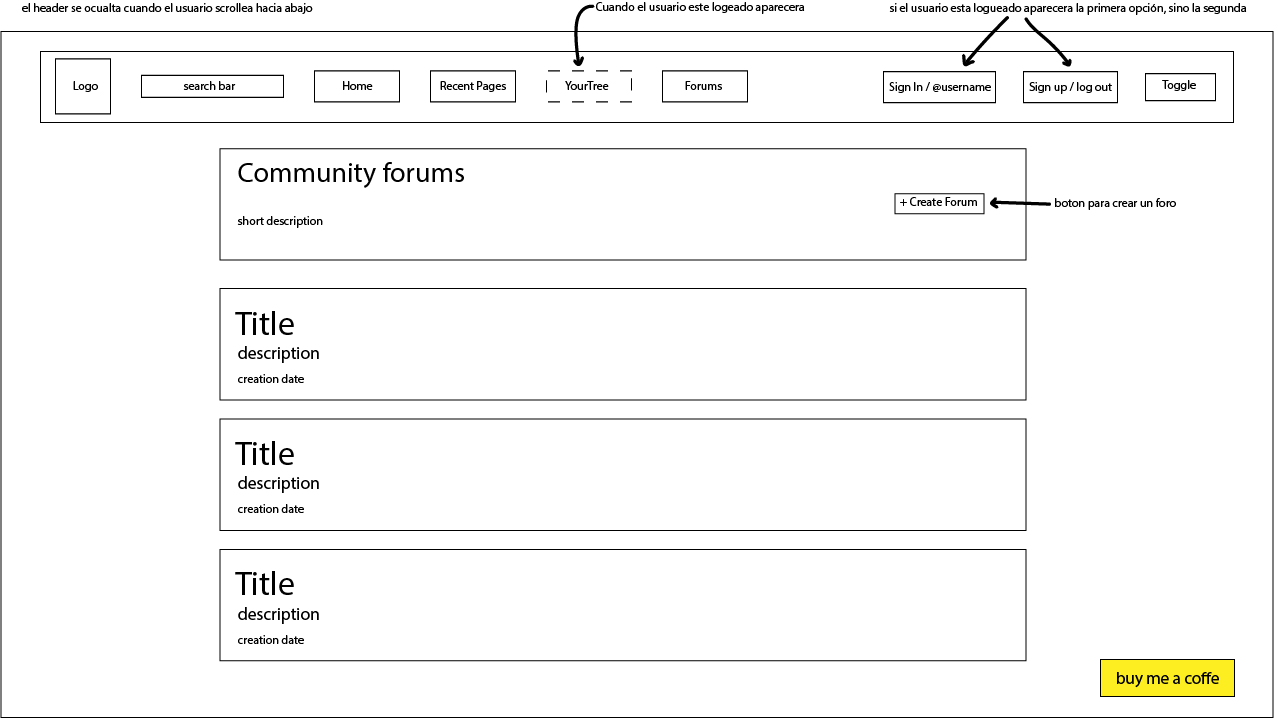 el header se ocualta cuando el usuario scrollea hacia abajo
Cuando el usuario este logeado aparecera
si el usuario esta logueado aparecera la primera opción, sino la segunda
Logo
search bar
Home
Recent Pages
YourTree
Forums
Sign In / @username
Sign up / log out
Toggle
Community forums
short description
+ Create Forum
boton para crear un foro
Title
description
creation date
Title
description
creation date
Title
description
creation date
buy me a coffe